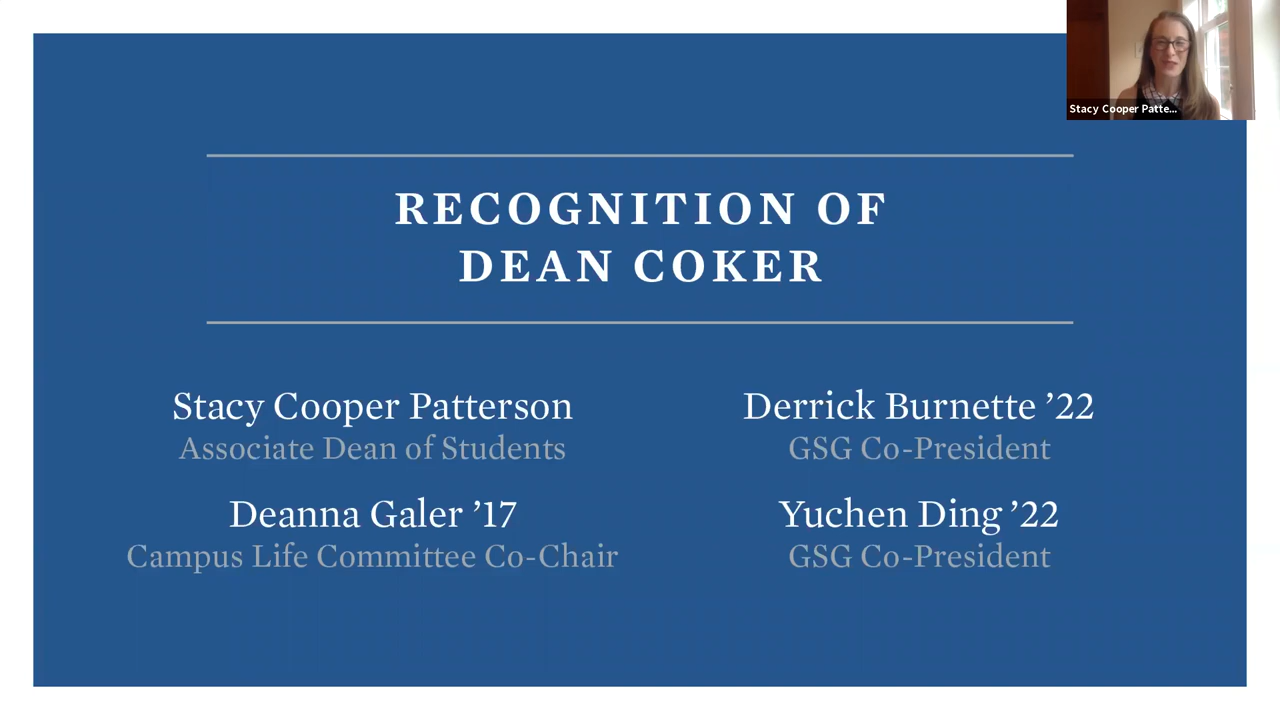 Stacy Cooper Patte...
RECOGNITION OF
DEAN COKER
Stacy Cooper Patterson
Associate Dean of Students
Deanna Galer ’17
Campus Life Committee Co-Chair
Derrick Burnette ’22
GSG Co-President
Yuchen Ding ’22
GSG Co-President